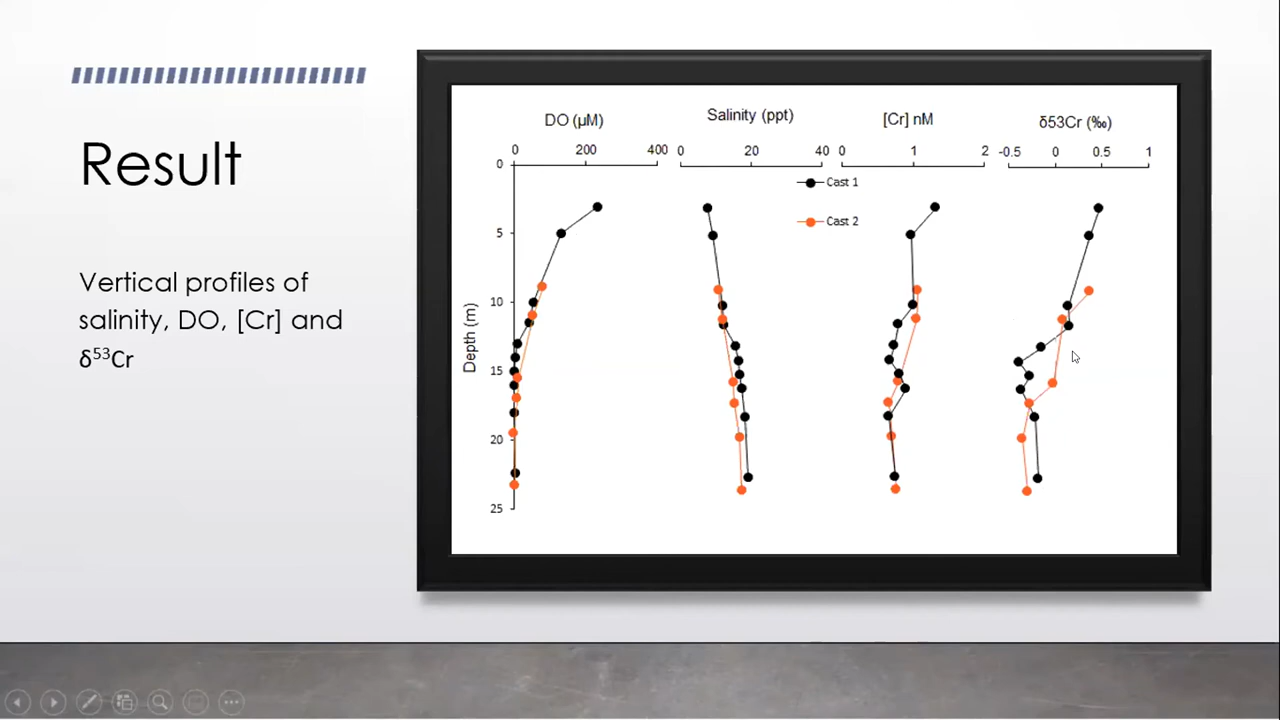 Result
Vertical profiles of
salinity, DO, [Cr] and
δ⁵³Cr
DO (µM)
Salinity (ppt)
[Cr] nM
δ53Cr (‰)
0 200 400
0 20 40
0 1 2
-0.5 0 0.5 1
Cast 1
Cast 2
Depth (m)
0
5
10
15
20
25